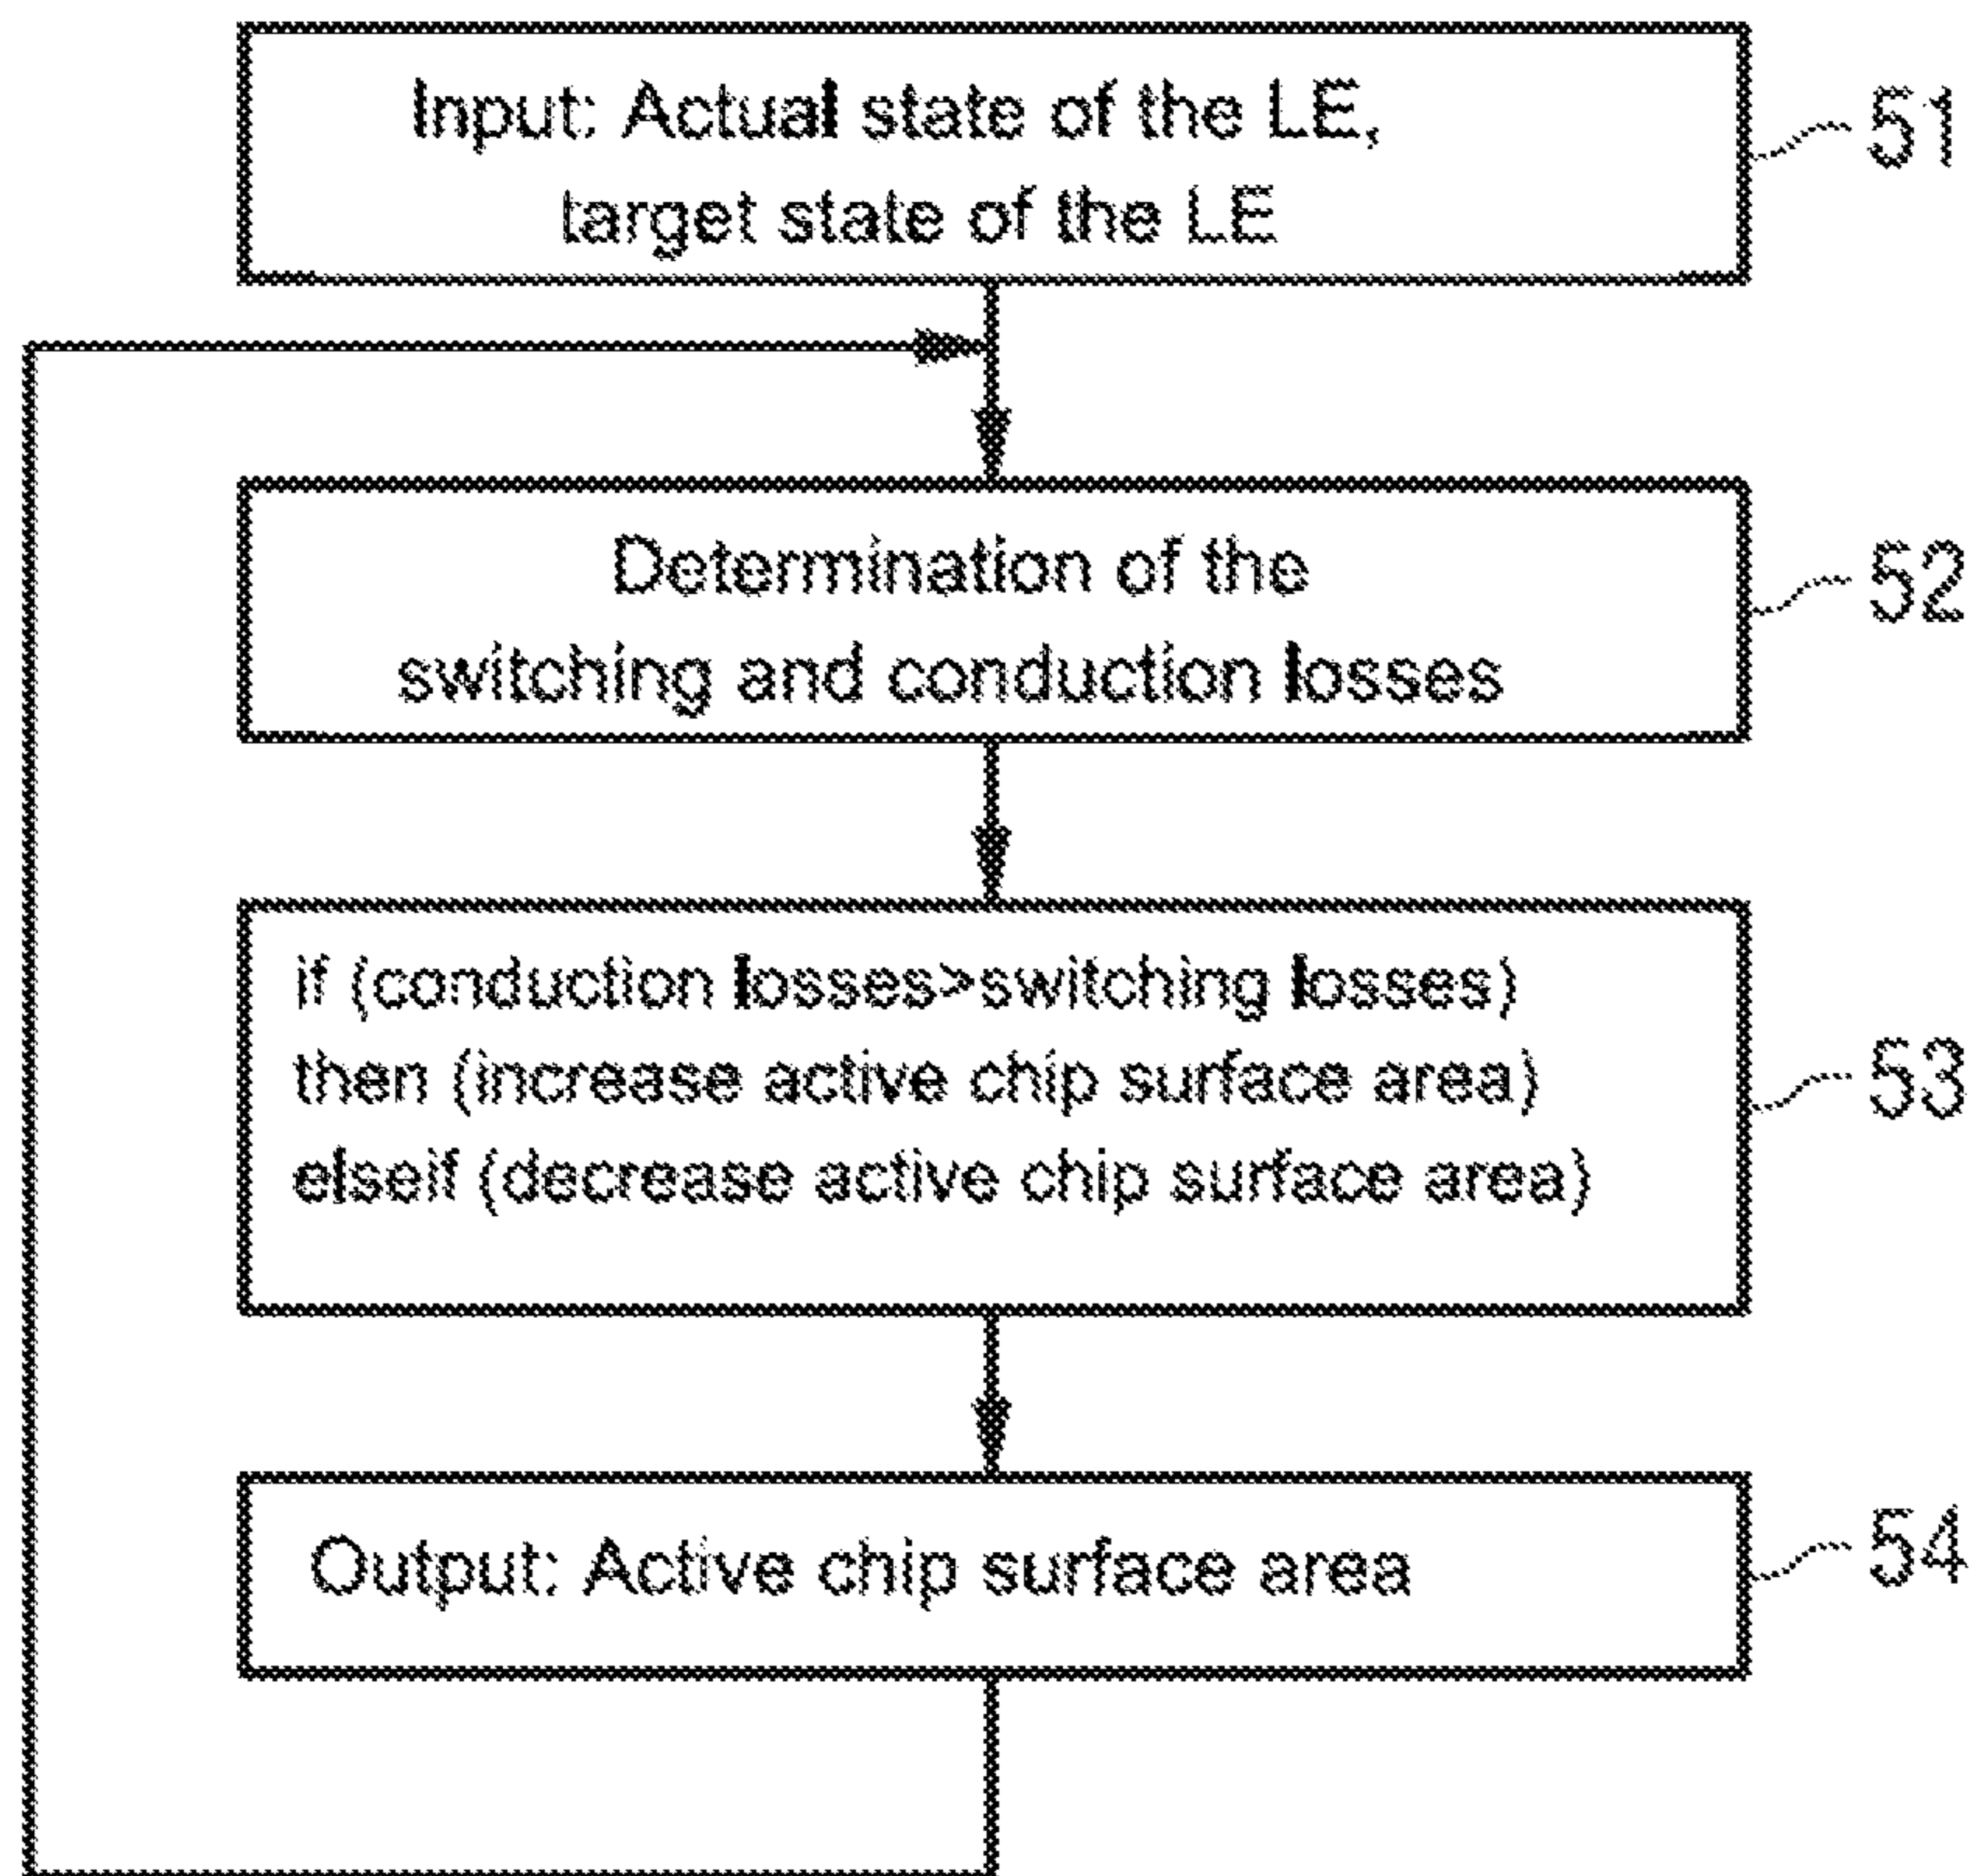 Input: Actual state of the LE,
target state of the LE
51
Determination of the
switching and conduction losses
52
if (conduction losses>switching losses)
then (increase active chip surface area)
elseif (decrease active chip surface area)
53
Output: Active chip surface area
54